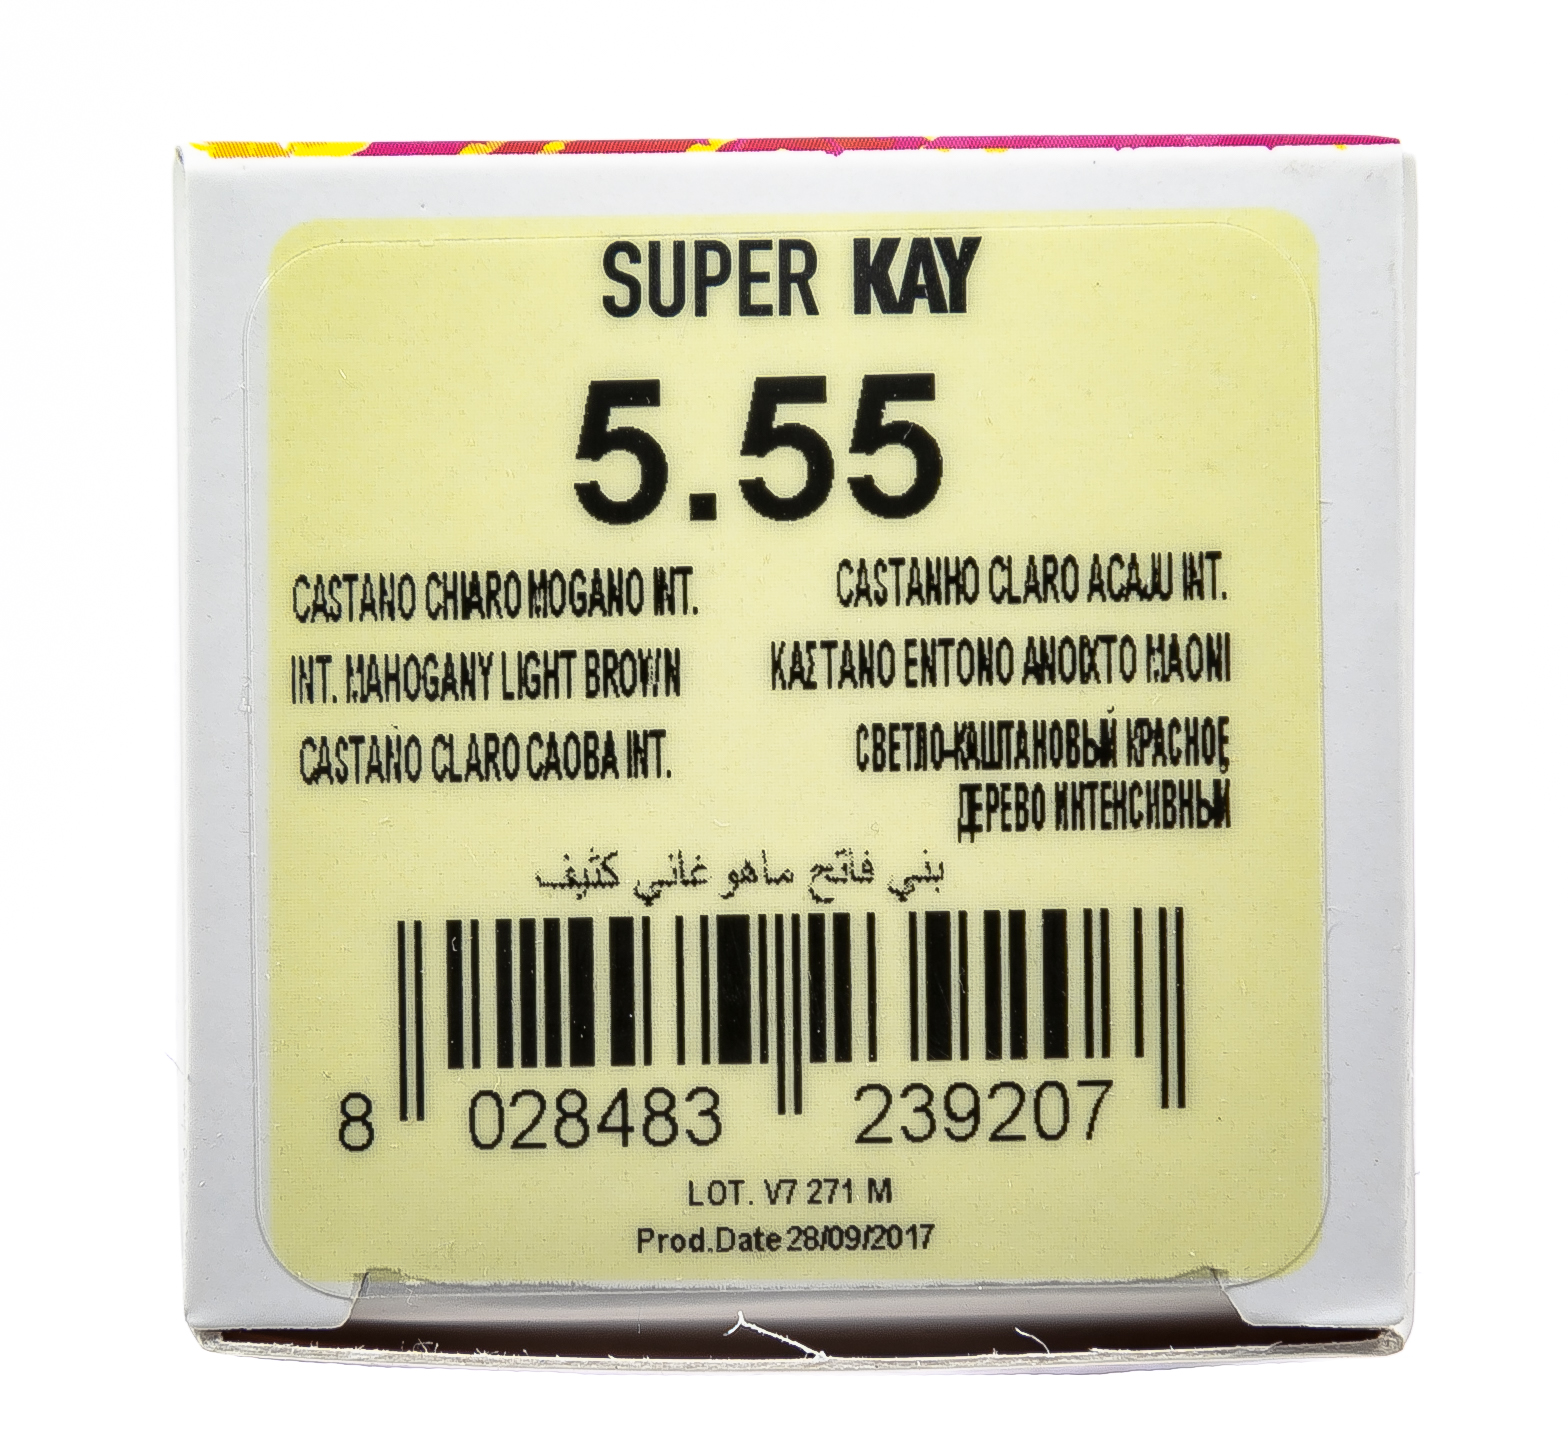 SUPER KAY
5.55
CASTANO CHIARO MOGANO INT.
INT. MAHOGANY LIGHT BROWN
CASTAÑO CLARO CAOBA INT.
CASTANHO CLARO ACAJU INT.
ΚΑΣΤΑΝΟ ΕΝΤΟΝΟ ΑΝΟΙΧΤΟ ΜΑΟΝΙ
СВЕТЛО-КАШТАНОВЫЙ КРАСНОЕ
ДЕРЕВО ИНТЕНСИВНЫЙ
بني فاتح ماهو غاني كثيف
8 028483 239207
LOT. V7 271 M
Prod.Date 28/09/2017